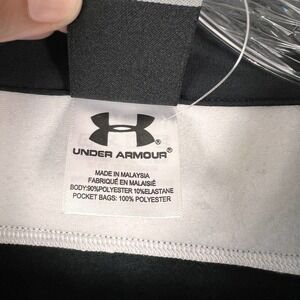 UNDER ARMOUR®
MADE IN MALAYSIA
FABRIQUÉ EN MALAISIE
BODY:90%POLYESTER 10%ELASTANE
POCKET BAGS: 100% POLYESTER